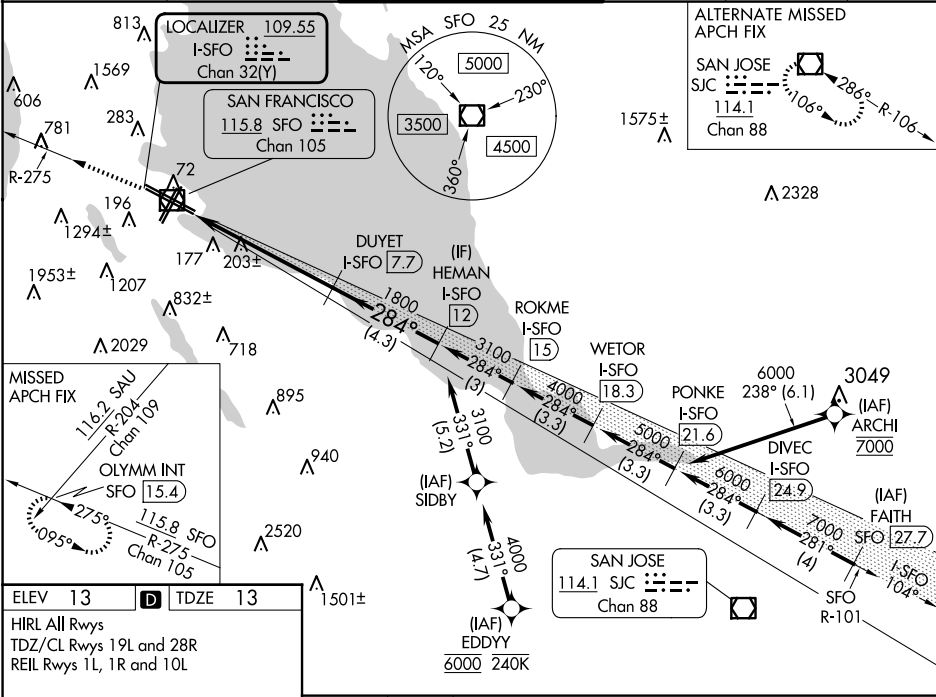 813
LOCALIZER 109.55
I-SFO
Chan 32(Y)
MSA SFO 25 NM
120°
5000
230°
3500
4500
360°
ALTERNATE MISSED
APCH FIX
SAN JOSE
SJC
114.1
Chan 88
286°
106°
R-106
606
1569
SAN FRANCISCO
115.8 SFO
Chan 105
283
781
1575±
R-275
72
2328
196
1294±
177
203±
DUYET
I-SFO 7.7
(IF)
HEMAN
I-SFO
12
1953±
1207
1800
284°
(4.3)
ROKME
I-SFO
15
832±
718
2029
3100
284°
(3)
WETOR
I-SFO
18.3
6000
238° (6.1)
3049
(IAF)
ARCHI
7000
PONKE
I-SFO
21.6
4000
284°
(3.3)
MISSED
APCH FIX
116.2 SAU
R-204
Chan 109
895
3100
331°
(5.2)
5000
284°
(3.3)
DIVEC
I-SFO
24.9
OLYMM INT
SFO 15.4
940
(IAF)
SIDBY
6000
284°
(3.3)
(IAF)
FAITH
SFO 27.7
275°
095°
115.8 SFO
R-275
Chan 105
2520
4000
331°
(4.7)
7000
281°
(4)
I-SFO
104°
SAN JOSE
114.1 SJC
Chan 88
SFO
R-101
1501±
(IAF)
EDDYY
6000 240K
ELEV 13 D TDZE 13
HIRL All Rwys
TDZ/CL Rwys 19L and 28R
REIL Rwys 1L, 1R and 10L